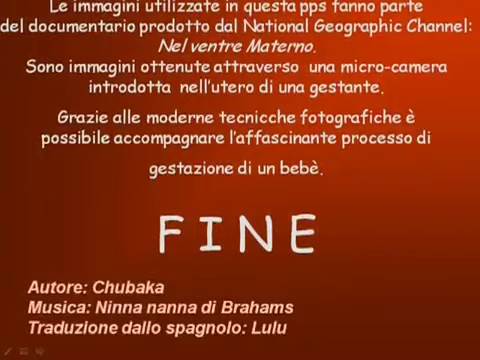 Le immagini utilizzate in questa pps fanno parte
del documentario prodotto dal National Geographic Channel:
Nel ventre Materno.
Sono immagini ottenute attraverso una micro-camera
introdotta nell'utero di una gestante.
Grazie alle moderne tecnicche fotografiche è
possibile accompagnare l'affascinante processo di
gestazione di un bebè.
F I N E
Autore: Chubaka
Musica: Ninna nanna di Brahams
Traduzione dallo spagnolo: Lulu